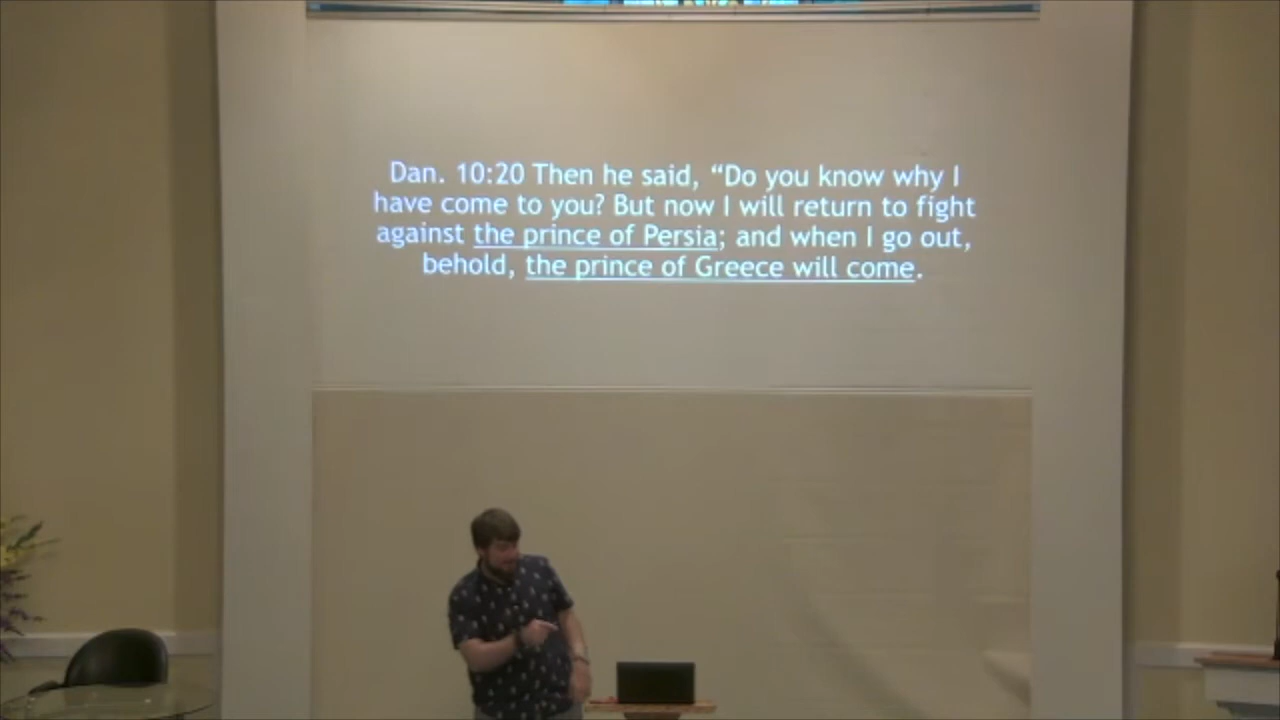 Dan. 10:20 Then he said, “Do you know why I
have come to you? But now I will return to fight
against the prince of Persia; and when I go out,
behold, the prince of Greece will come.